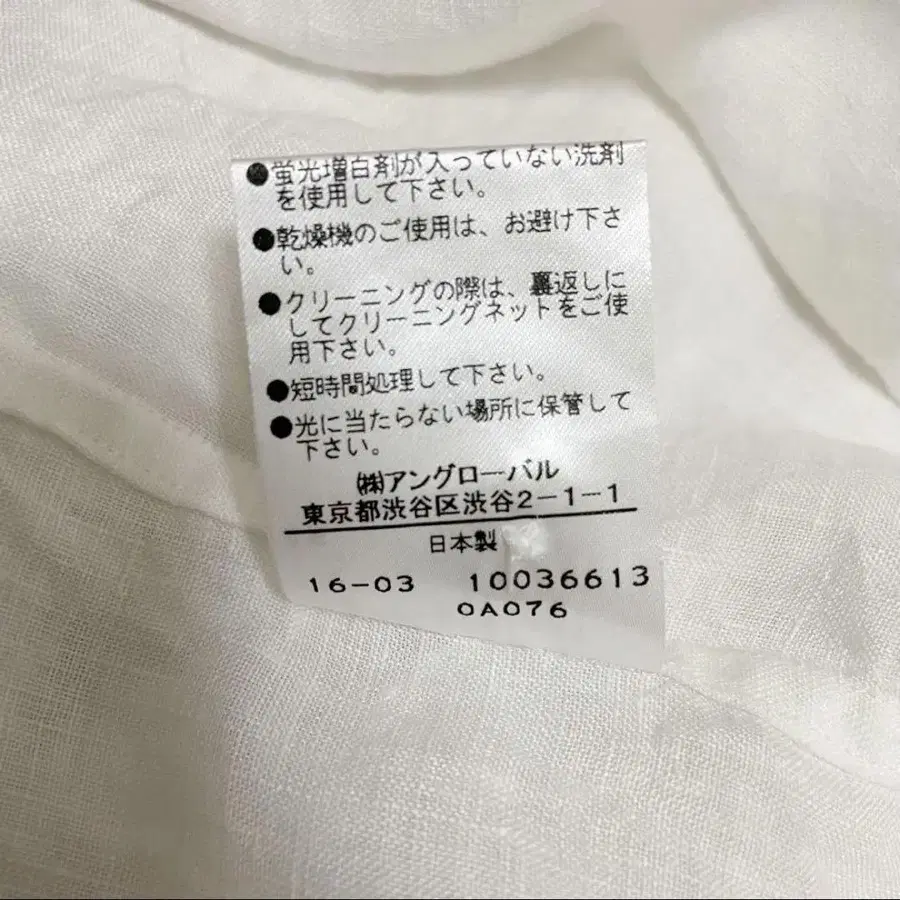 ●蛍光増白剤が入っていない洗剤
を使用して下さい。
●乾燥機のご使用は、お避け下さ
い。
●クリーニングの際は、裏返しに
してクリーニングネットをご使
用下さい。
●短時間処理して下さい。
●光に当たらない場所に保管して
下さい。
㈱アングローバル
東京都渋谷区渋谷2-1-1
日本製
16-03 10036613
0A076